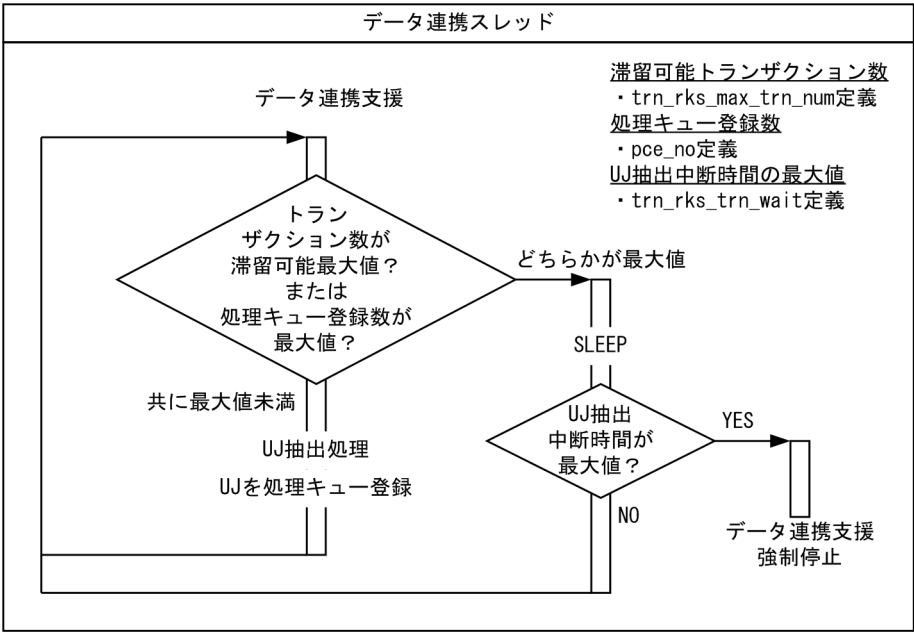 データ連携スレッド
滞留可能トランザクション数
・trn_rks_max_trn_num定義
処理キュー登録数
・pce_no定義
UJ抽出中断時間の最大値
・trn_rks_trn_wait定義
データ連携支援
トラン
ザクション数が
滞留可能最大値？
または
処理キュー登録数が
最大値？
どちらかが最大値
SLEEP
共に最大値未満
UJ抽出処理
UJを処理キュー登録
UJ抽出
中断時間が
最大値？
YES
NO
データ連携支援
強制停止